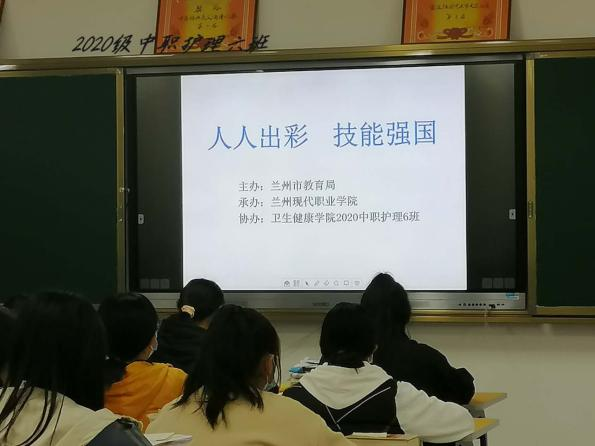 2020级中职护理六班
人人出彩 技能强国
主办：兰州市教育局
承办：兰州现代职业学院
协办：卫生健康学院2020中职护理6班